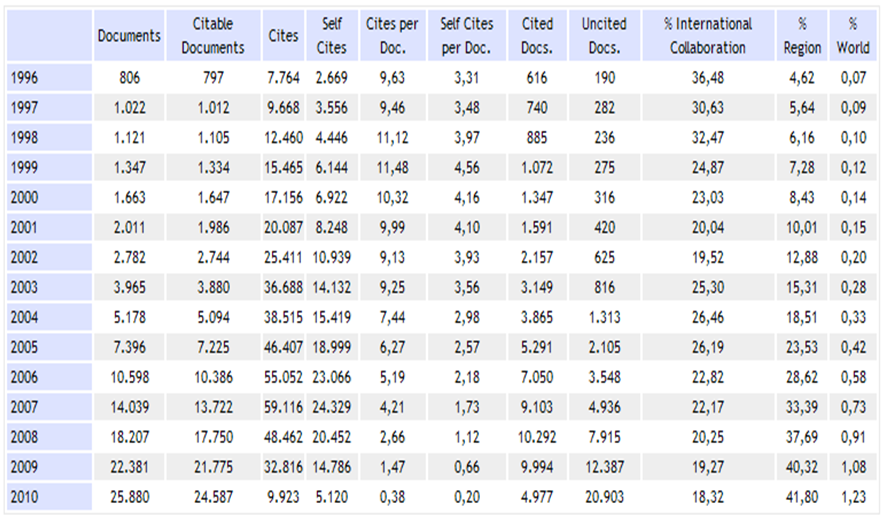 Documents Citable Documents Cites Self Cites Cites per Doc. Self Cites per Doc. Cited Docs. Uncited Docs. % International Collaboration % Region % World
1996 806 797 7.764 2.669 9,63 3,31 616 190 36,48 4,62 0,07
1997 1.022 1.012 9.668 3.556 9,46 3,48 740 282 30,63 5,64 0,09
1998 1.121 1.105 12.460 4.446 11,12 3,97 885 236 32,47 6,16 0,10
1999 1.347 1.334 15.465 6.144 11,48 4,56 1.072 275 24,87 7,28 0,12
2000 1.663 1.647 17.156 6.922 10,32 4,16 1.347 316 23,03 8,43 0,14
2001 2.011 1.986 20.087 8.248 9,99 4,10 1.591 420 20,04 10,01 0,15
2002 2.782 2.744 25.411 10.939 9,13 3,93 2.157 625 19,52 12,88 0,20
2003 3.965 3.880 36.688 14.132 9,25 3,56 3.149 816 25,30 15,31 0,28
2004 5.178 5.094 38.515 15.419 7,44 2,98 3.865 1.313 26,46 18,51 0,33
2005 7.396 7.225 46.407 18.999 6,27 2,57 5.291 2.105 26,19 23,53 0,42
2006 10.598 10.386 55.052 23.066 5,19 2,18 7.050 3.548 22,82 28,62 0,58
2007 14.039 13.722 59.116 24.329 4,21 1,73 9.103 4.936 22,17 33,39 0,73
2008 18.207 17.750 48.462 20.452 2,66 1,12 10.292 7.915 20,25 37,69 0,91
2009 22.381 21.775 32.816 14.786 1,47 0,66 9.994 12.387 19,27 40,32 1,08
2010 25.880 24.587 9.923 5.120 0,38 0,20 4.977 20.903 18,32 41,80 1,23